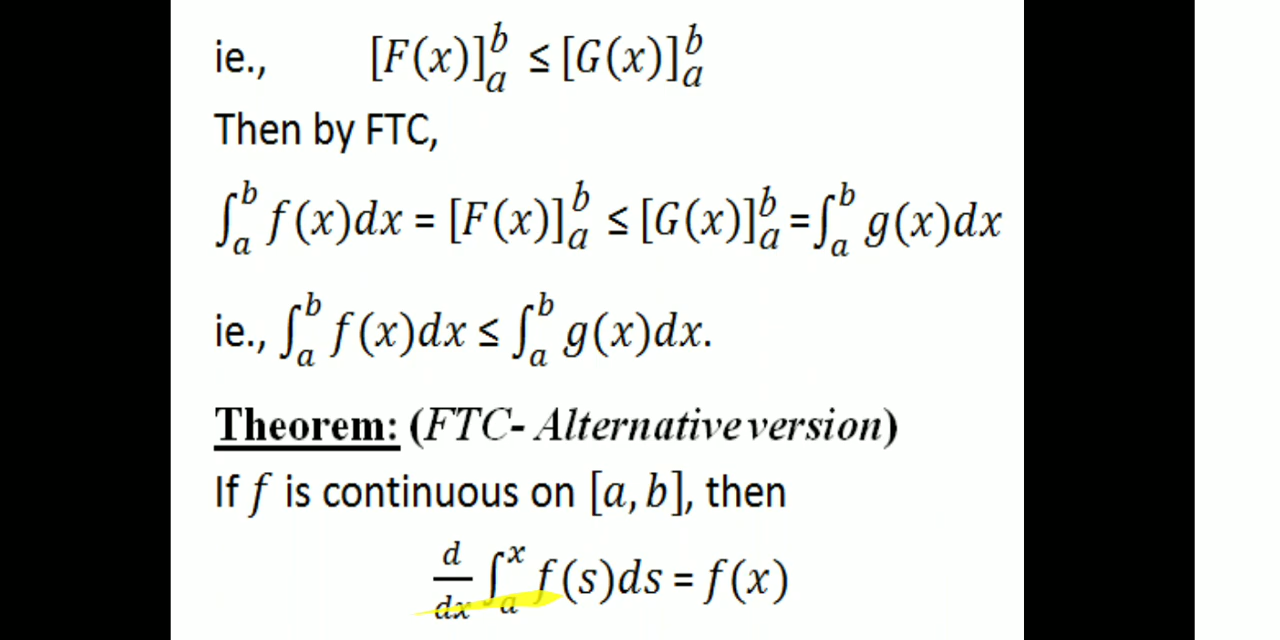 ie., [F(x)]_a^b ≤ [G(x)]_a^b
Then by FTC,
∫_a^b f(x)dx = [F(x)]_a^b ≤ [G(x)]_a^b = ∫_a^b g(x)dx
ie., ∫_a^b f(x)dx ≤ ∫_a^b g(x)dx.
Theorem: (FTC- Alternative version)
If f is continuous on [a, b], then
d/dx ∫_a^x f(s)ds = f(x)